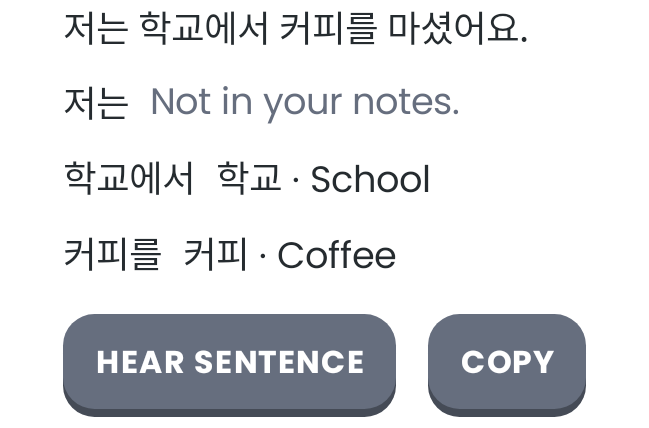 저는 학교에서 커피를 마셨어요.
저는 Not in your notes.
학교에서 학교 · School
커피를 커피 · Coffee
HEAR SENTENCE COPY